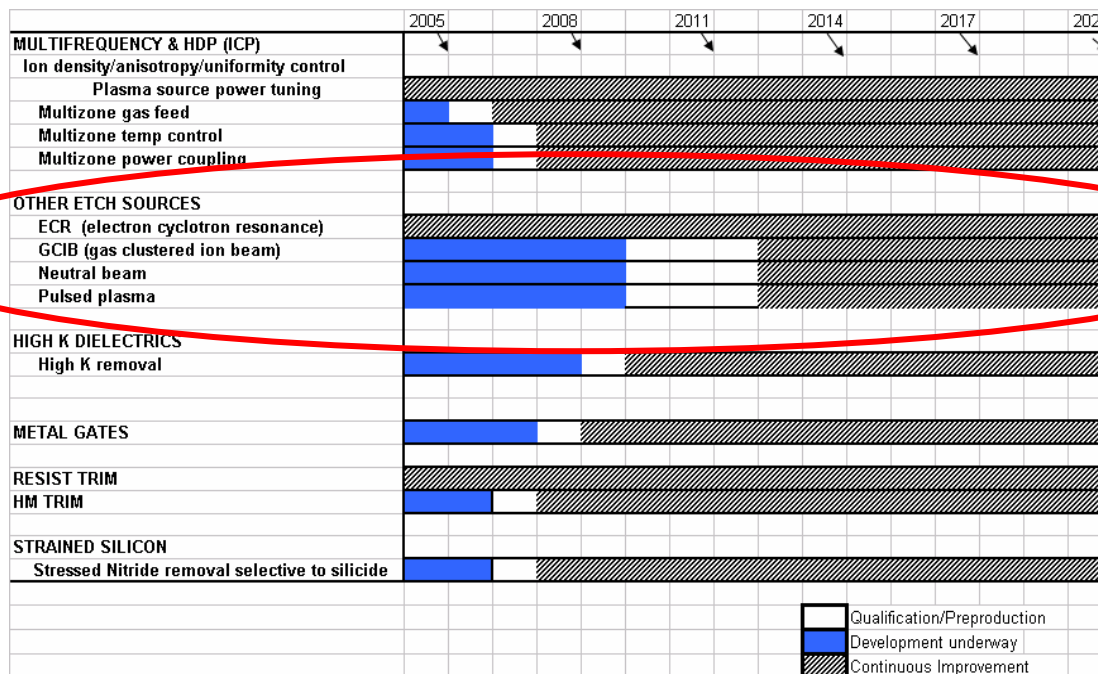 2005 2008 2011 2014 2017 202
MULTIFREQUENCY & HDP (ICP)
Ion density/anisotropy/uniformity control
Plasma source power tuning
Multizone gas feed
Multizone temp control
Multizone power coupling
OTHER ETCH SOURCES
ECR (electron cyclotron resonance)
GCIB (gas clustered ion beam)
Neutral beam
Pulsed plasma
HIGH K DIELECTRICS
High K removal
METAL GATES
RESIST TRIM
HM TRIM
STRAINED SILICON
Stressed Nitride removal selective to silicide
Qualification/Preproduction
Development underway
Continuous Improvement